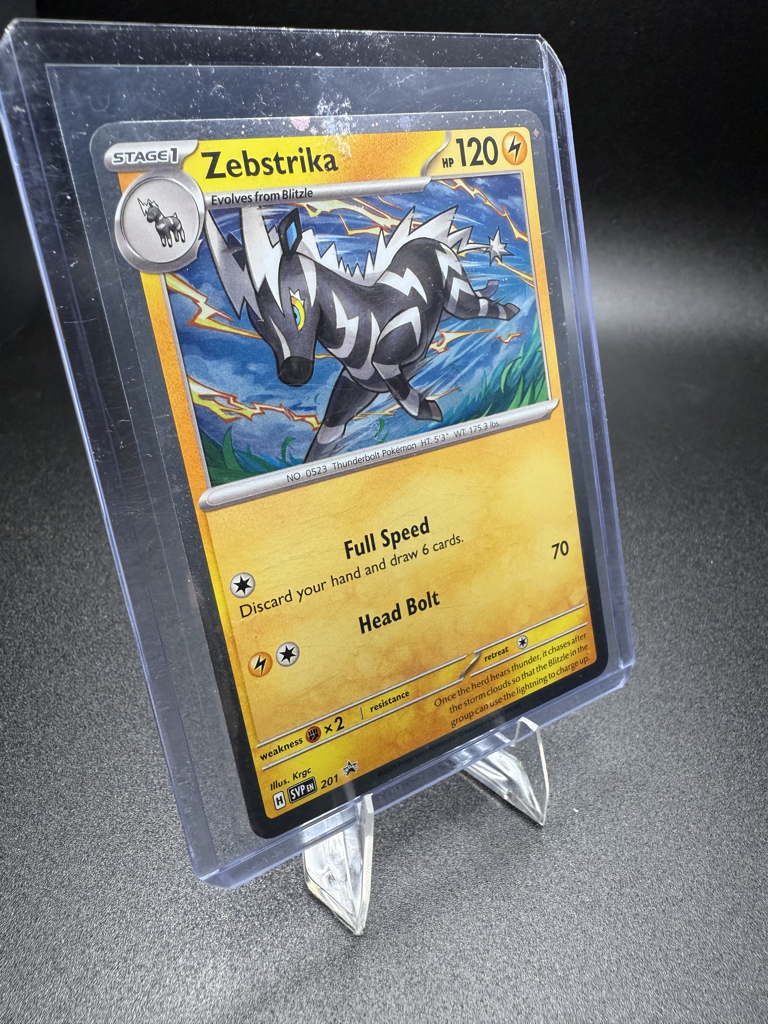 STAGE1 Zebstrika HP 120
Evolves from Blitzle
NO. 0523 Thunderbolt Pokémon HT: 5'3" WT: 175.3 lbs.
Full Speed
Discard your hand and draw 6 cards.
Head Bolt 70
weakness ×2 resistance retreat
Once the herd hears thunder, it chases after
the storm clouds so that the Blitzle in the
group can use the lightning to charge up.
Illus. Krgc
H SVP EN 201